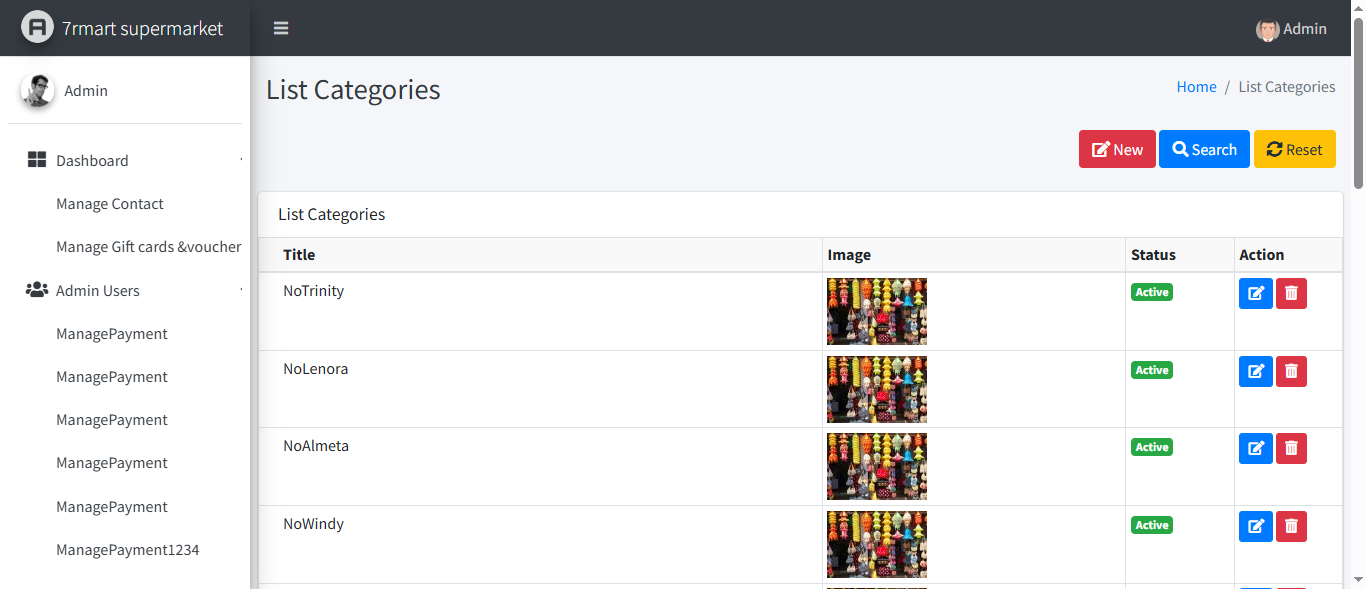 7rmart supermarket
Admin
Admin
List Categories
Home / List Categories
New Search Reset
Dashboard
Manage Contact
Manage Gift cards &voucher
Admin Users
ManagePayment
ManagePayment
ManagePayment
ManagePayment
ManagePayment
ManagePayment1234
List Categories
Title Image Status Action
NoTrinity Active
NoLenora Active
NoAlmeta Active
NoWindy Active